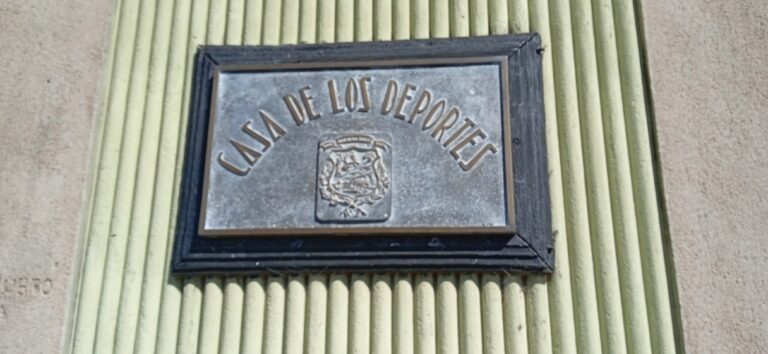 CASA DE LOS DEPORTES